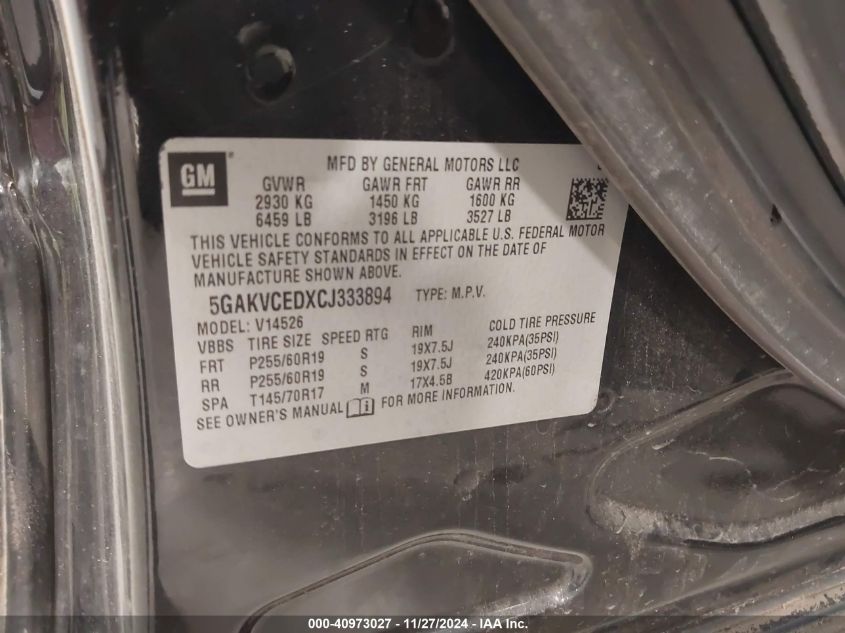 GM
MFD BY GENERAL MOTORS LLC
GVWR GAWR FRT GAWR RR
2930 KG 1450 KG 1600 KG
6459 LB 3196 LB 3527 LB
THIS VEHICLE CONFORMS TO ALL APPLICABLE U.S. FEDERAL MOTOR
VEHICLE SAFETY STANDARDS IN EFFECT ON THE DATE OF
MANUFACTURE SHOWN ABOVE.
5GAKVCEDXCJ333894 TYPE: M.P.V.
MODEL: V14526
VBBS TIRE SIZE SPEED RTG RIM COLD TIRE PRESSURE
FRT P255/60R19 S 19X7.5J 240KPA(35PSI)
RR P255/60R19 S 19X7.5J 240KPA(35PSI)
SPA T145/70R17 M 17X4.5B 420KPA(60PSI)
SEE OWNER'S MANUAL FOR MORE INFORMATION.
000-40973027 - 11/27/2024 - IAA Inc.